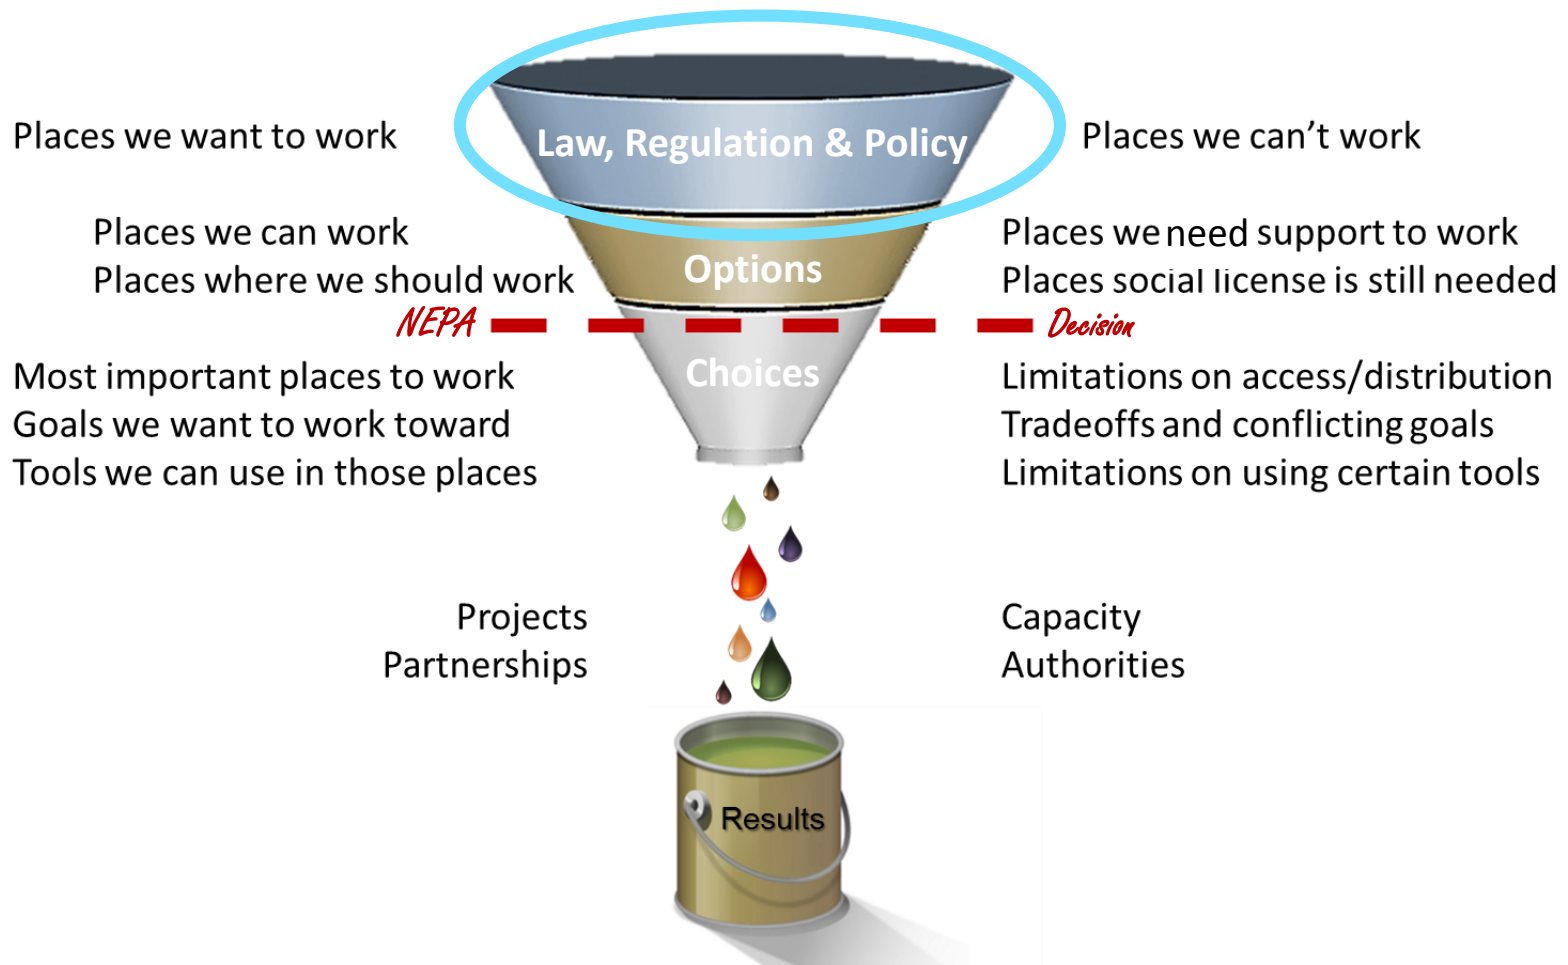 Places we want to work
Law, Regulation & Policy
Places we can't work
Places we can work
Places where we should work
Options
Places we need support to work
Places social license is still needed
NEPA
Decision
Most important places to work
Goals we want to work toward
Tools we can use in those places
Choices
Limitations on access/distribution
Tradeoffs and conflicting goals
Limitations on using certain tools
Projects
Partnerships
Capacity
Authorities
Results